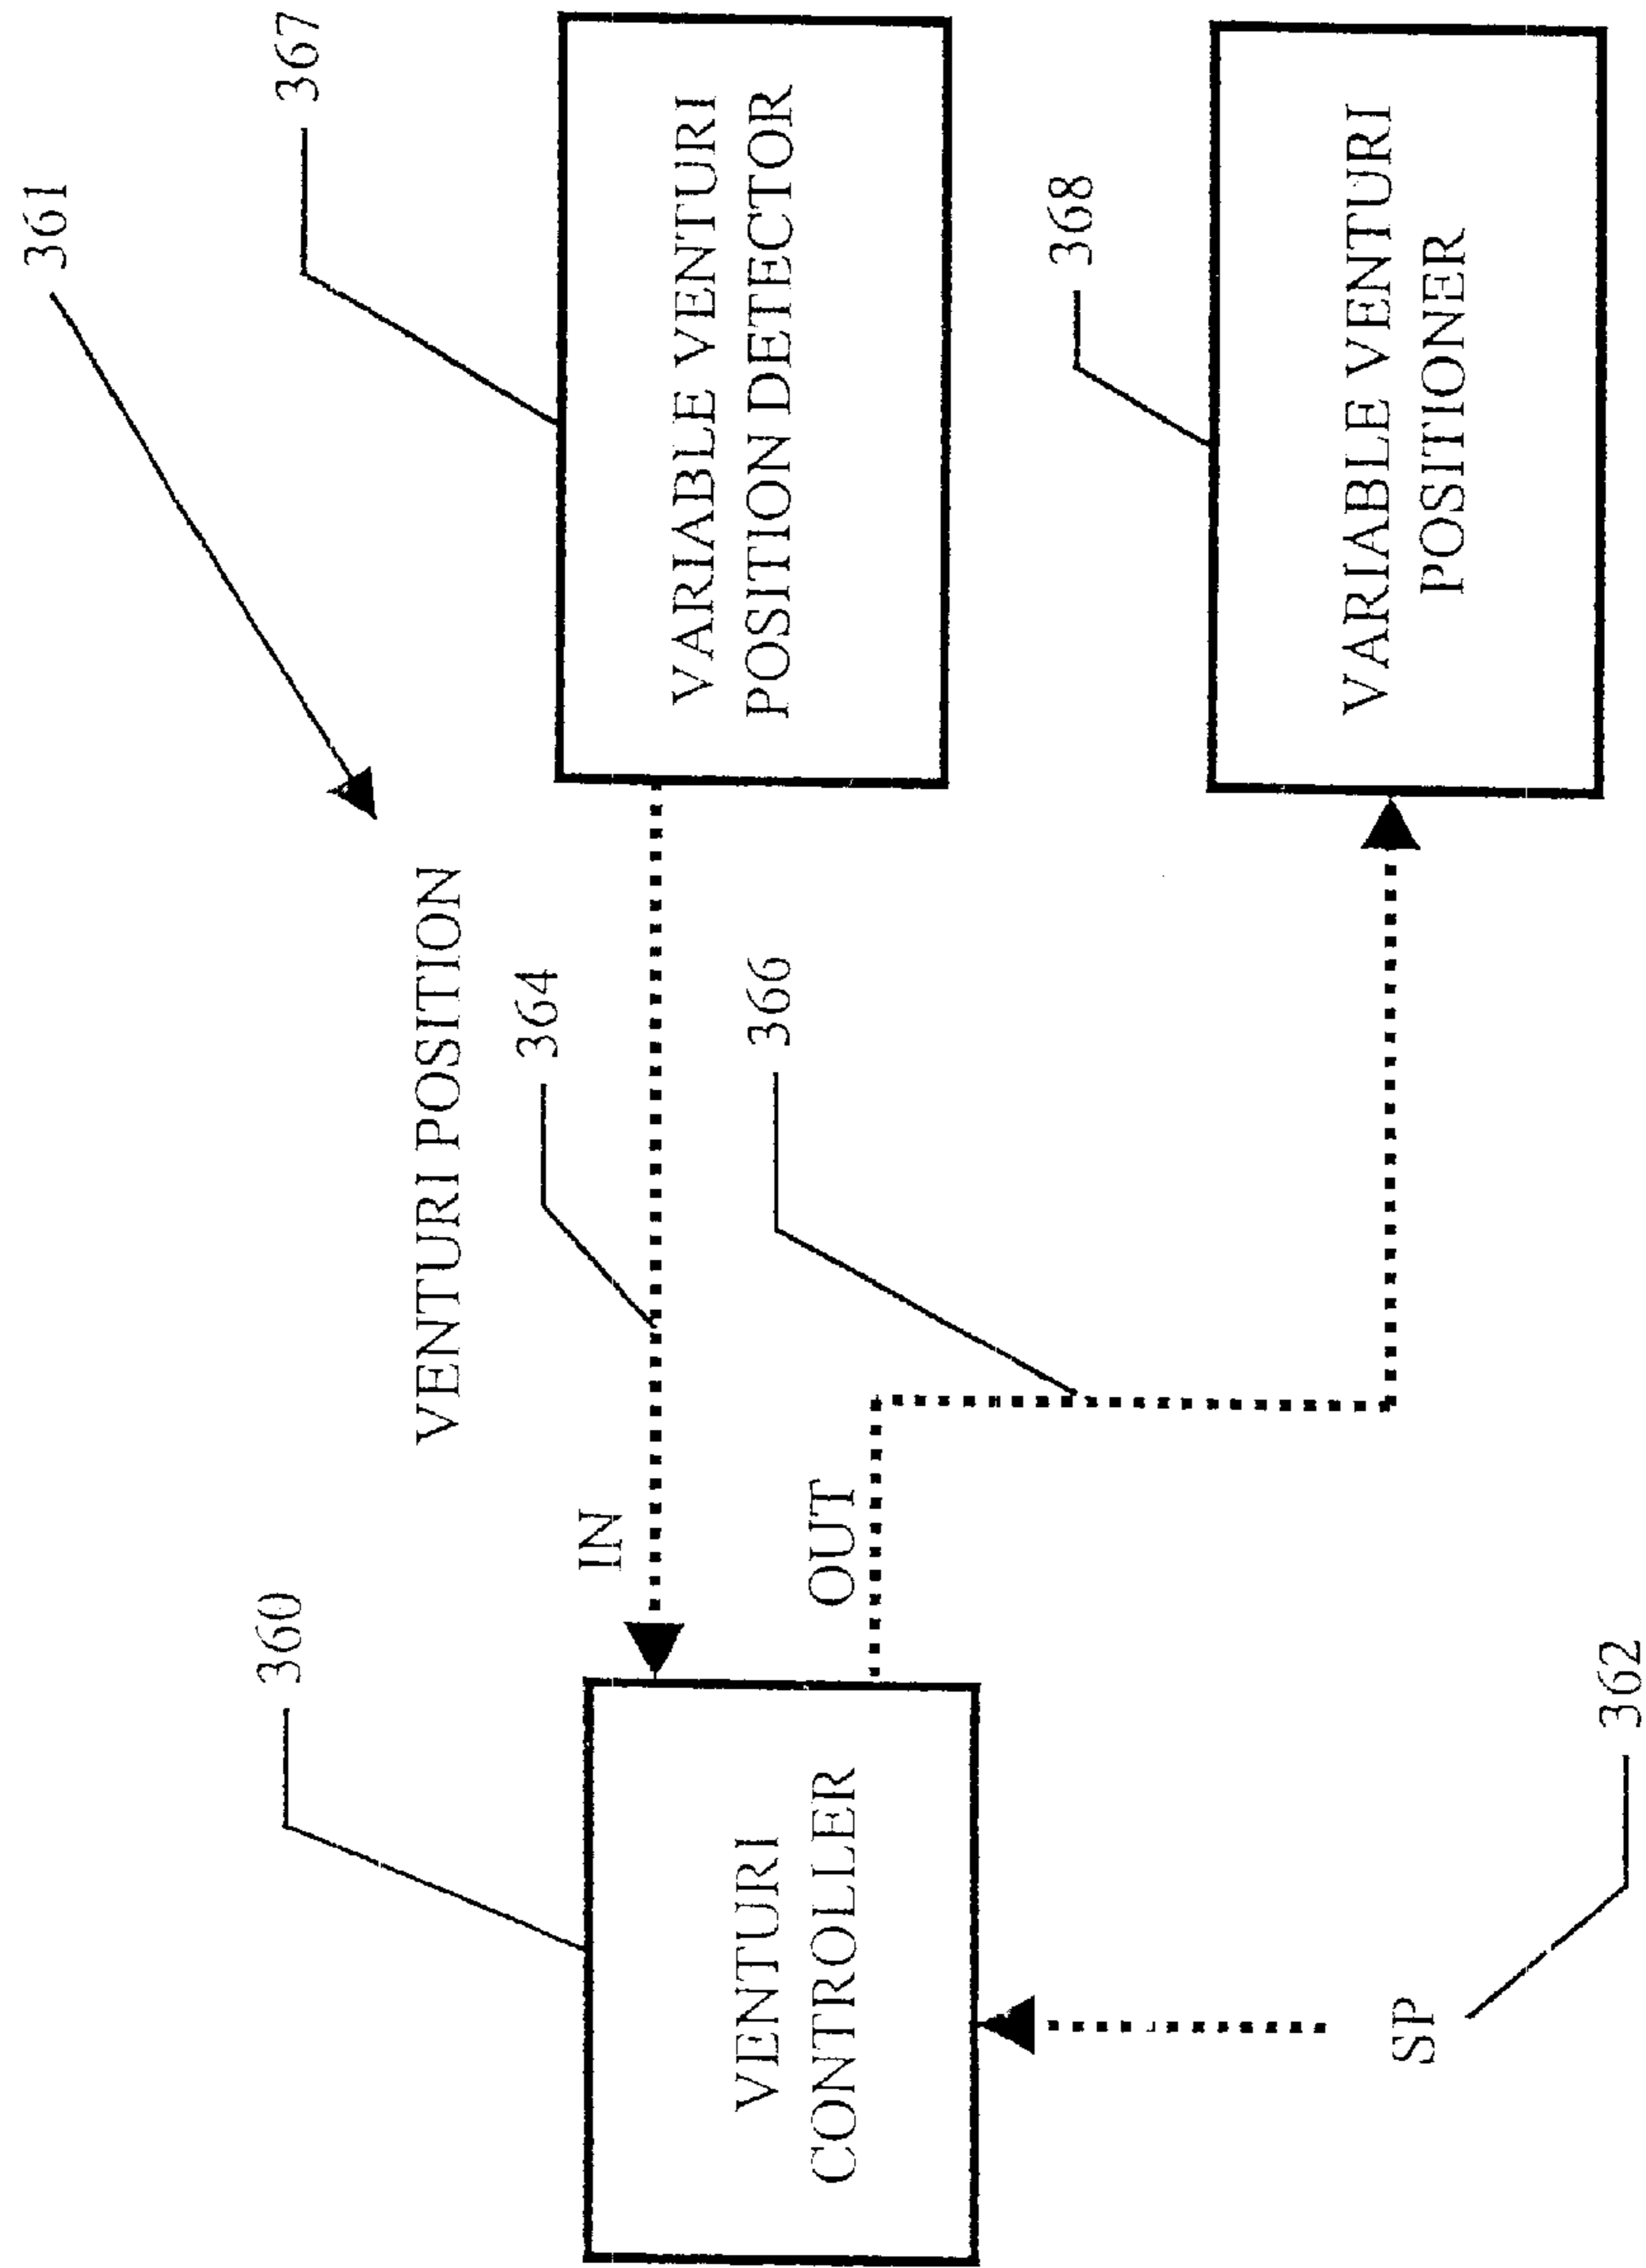 361
367
VARIABLE VENTURI
POSITION DETECTOR
VENTURI POSITION
364
IN
360
VENTURI
CONTROLLER
OUT
366
368
VARIABLE VENTURI
POSITIONER
SP
362